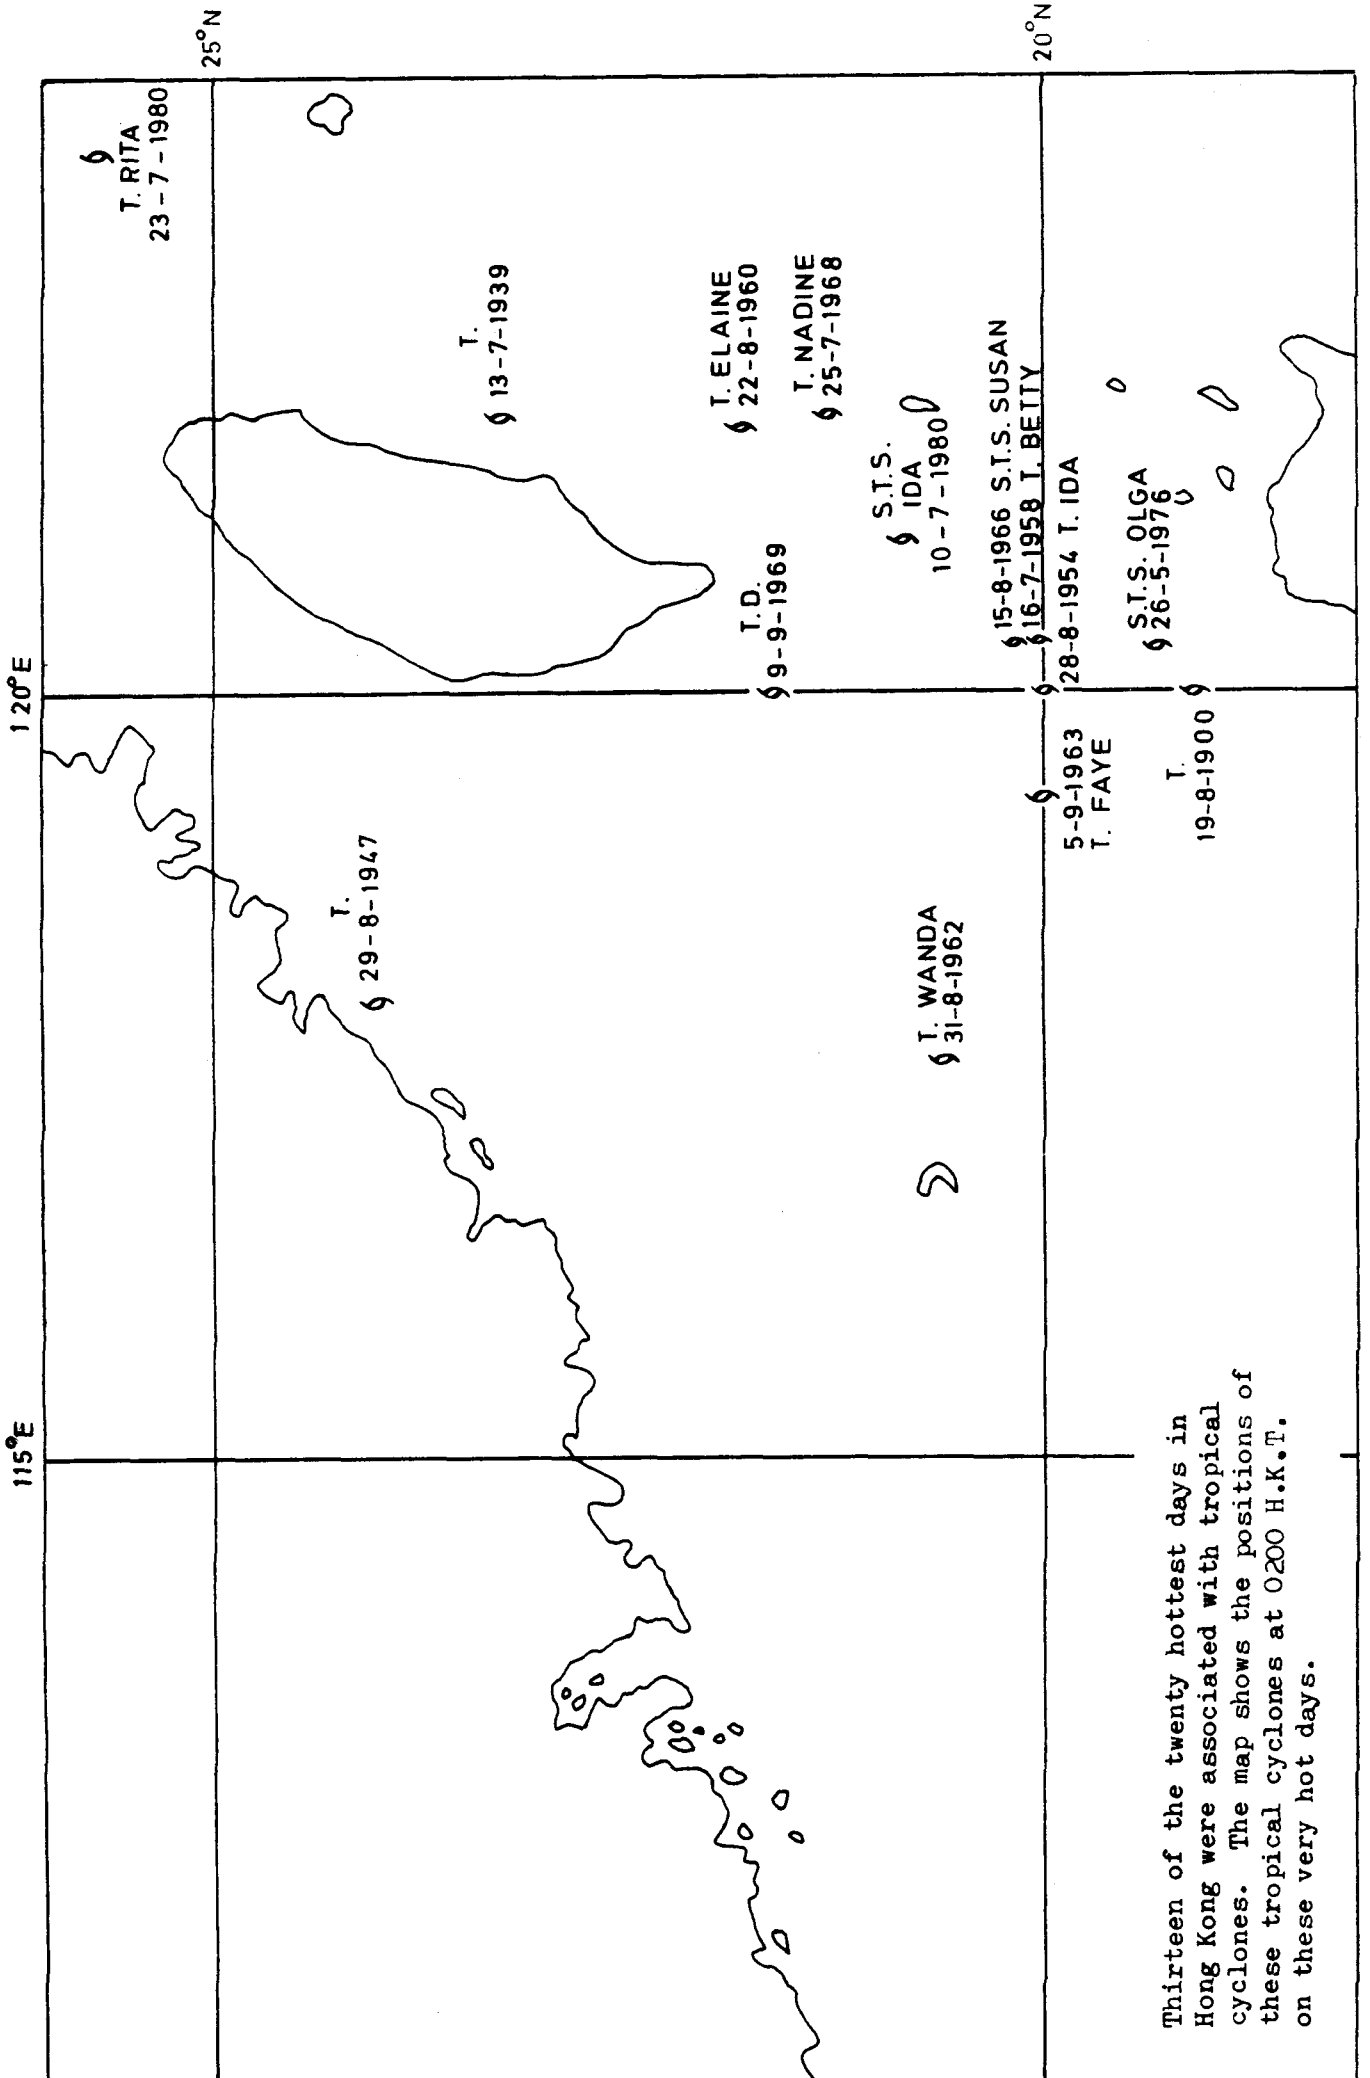 115°E
120°E
25°N
20°N
T. RITA
23-7-1980
T.
13-7-1939
T.
29-8-1947
T. ELAINE
22-8-1960
T. NADINE
25-7-1968
T.D.
9-9-1969
S.T.S.
IDA
10-7-1980
T. WANDA
31-8-1962
15-8-1966 S.T.S. SUSAN
16-7-1958 T. BETTY
28-8-1954 T. IDA
5-9-1963
T. FAYE
S.T.S. OLGA
26-5-1976
T.
19-8-1900
Thirteen of the twenty hottest days in
Hong Kong were associated with tropical
cyclones. The map shows the positions of
these tropical cyclones at 0200 H.K.T.
on these very hot days.